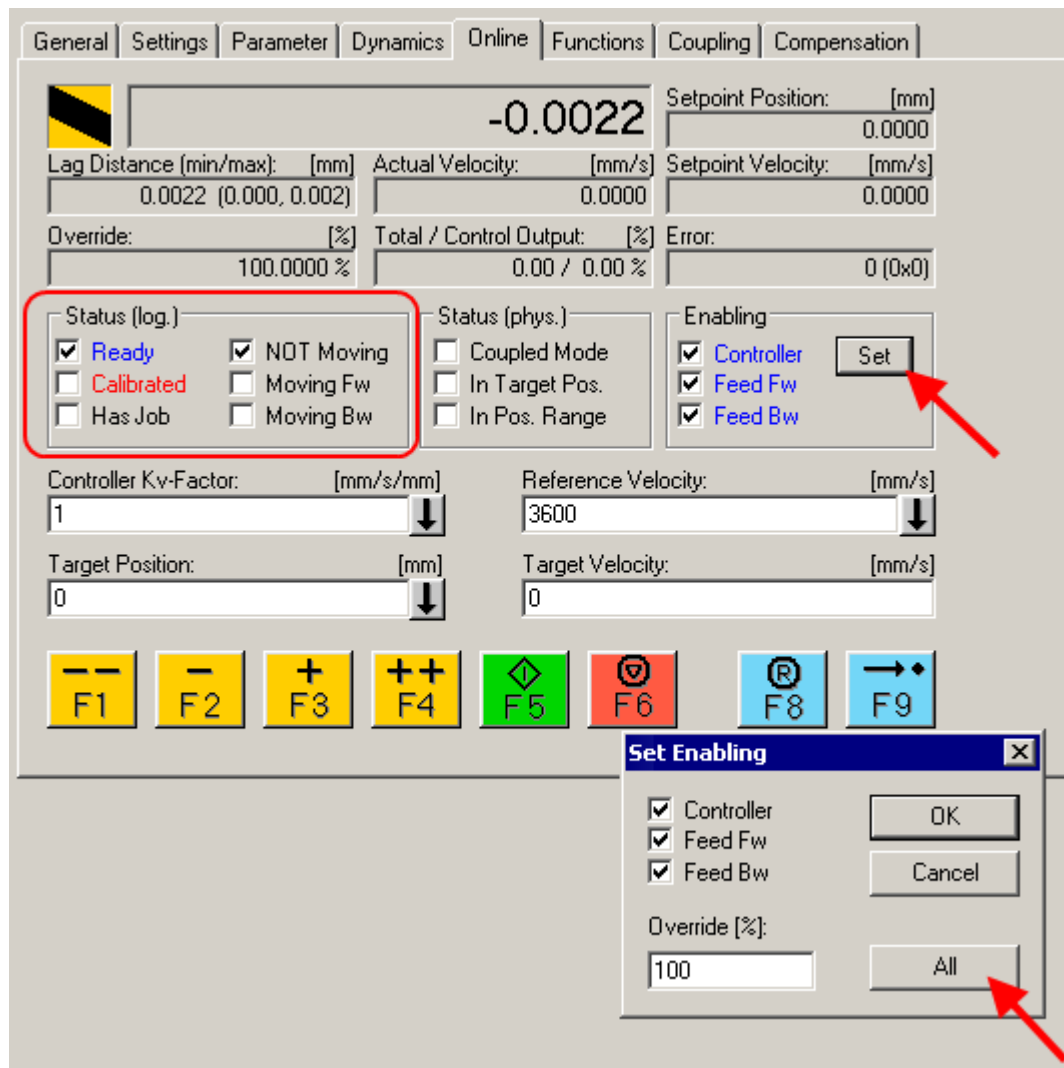 General Settings Parameter Dynamics Online Functions Coupling Compensation
-0.0022
Setpoint Position: [mm]
0.0000
Lag Distance (min/max): [mm] Actual Velocity: [mm/s] Setpoint Velocity: [mm/s]
0.0022 (0.000, 0.002) 0.0000 0.0000
Override: [%] Total / Control Output: [%] Error:
100.0000 % 0.00 / 0.00 % 0 (0x0)
Status (log.) Status (phys.) Enabling
Ready NOT Moving Coupled Mode Controller Set
Calibrated Moving Fw In Target Pos. Feed Fw
Has Job Moving Bw In Pos. Range Feed Bw
Controller Kv-Factor: [mm/s/mm] Reference Velocity: [mm/s]
1 3600
Target Position: [mm] Target Velocity: [mm/s]
0 0
-- - + ++ R
F1 F2 F3 F4 F5 F6 F8 F9
Set Enabling
Controller OK
Feed Fw
Feed Bw Cancel
Override [%]:
100 All